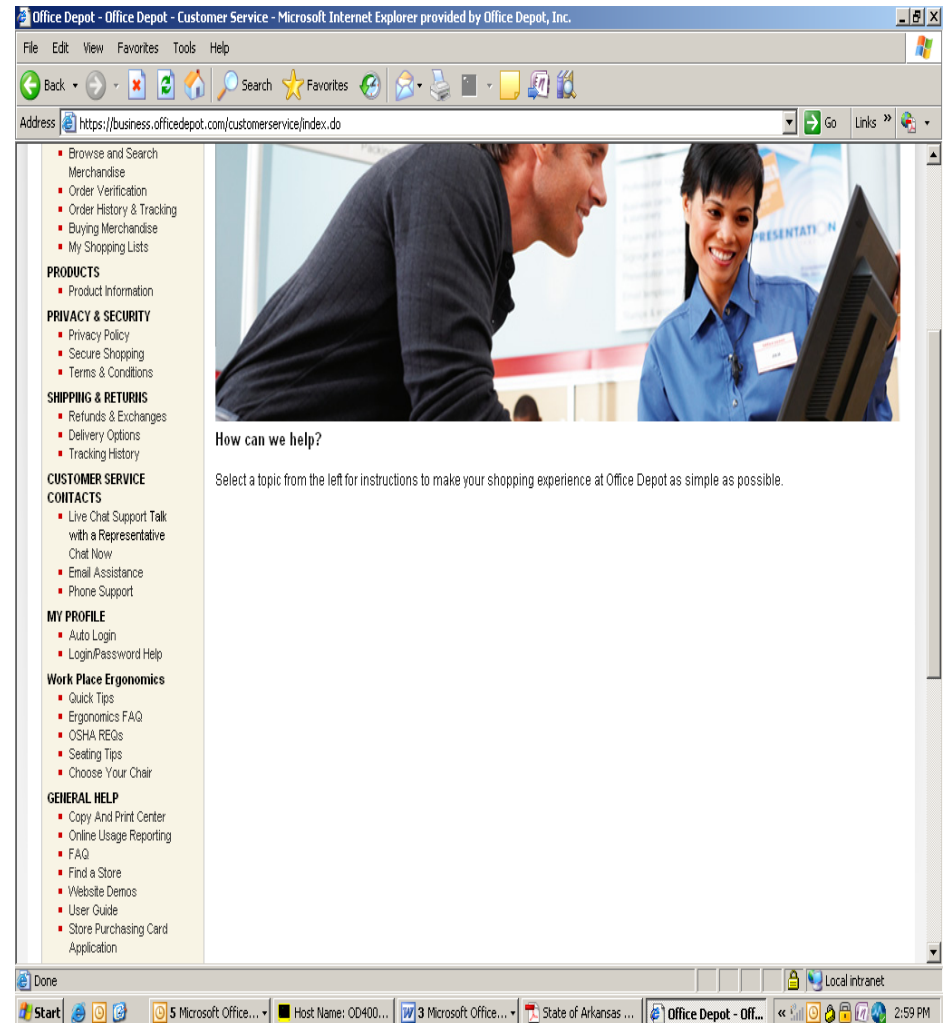 Office Depot - Office Depot - Customer Service - Microsoft Internet Explorer provided by Office Depot, Inc.
File Edit View Favorites Tools Help
Back Search Favorites
Address https://business.officedepot.com/customerservice/index.do Go Links »
Browse and Search
Merchandise
Order Verification
Order History & Tracking
Buying Merchandise
My Shopping Lists
PRODUCTS
Product Information
PRIVACY & SECURITY
Privacy Policy
Secure Shopping
Terms & Conditions
SHIPPING & RETURNS
Refunds & Exchanges
Delivery Options
Tracking History
CUSTOMER SERVICE
CONTACTS
Live Chat Support Talk
with a Representative
Chat Now
Email Assistance
Phone Support
MY PROFILE
Auto Login
Login/Password Help
Work Place Ergonomics
Quick Tips
Ergonomics FAQ
OSHA REQs
Seating Tips
Choose Your Chair
GENERAL HELP
Copy And Print Center
Online Usage Reporting
FAQ
Find a Store
Website Demos
User Guide
Store Purchasing Card
Application
PRESENTATION
How can we help?
Select a topic from the left for instructions to make your shopping experience at Office Depot as simple as possible.
Done Local intranet
Start 5 Microsoft Office... Host Name: OD400... 3 Microsoft Office... State of Arkansas ... Office Depot - Off... « 2:59 PM